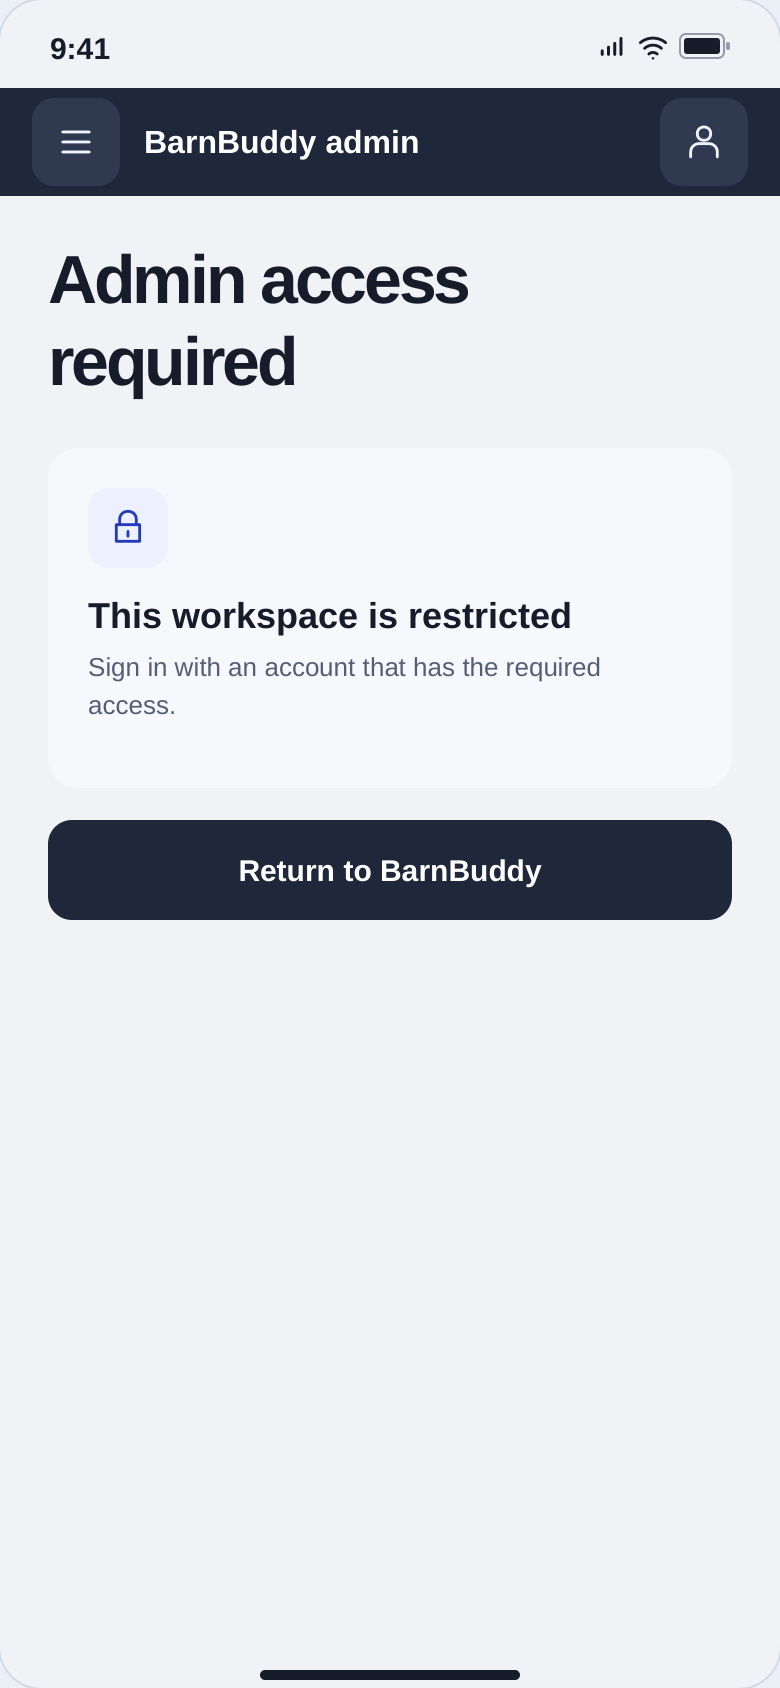 9:41
BarnBuddy admin
Admin access
required
This workspace is restricted
Sign in with an account that has the required
access.
Return to BarnBuddy